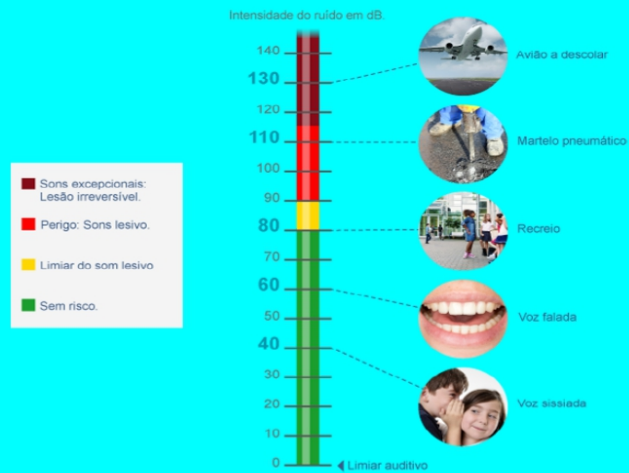 Intensidade do ruído em dB.
140
130
120
110
100
90
80
70
60
50
40
30
20
10
0
Limiar auditivo
Avião a descolar
Martelo pneumático
Recreio
Voz falada
Voz sissiada
Sons excepcionais:
Lesão irreversível.
Perigo: Sons lesivo.
Limiar do som lesivo
Sem risco.